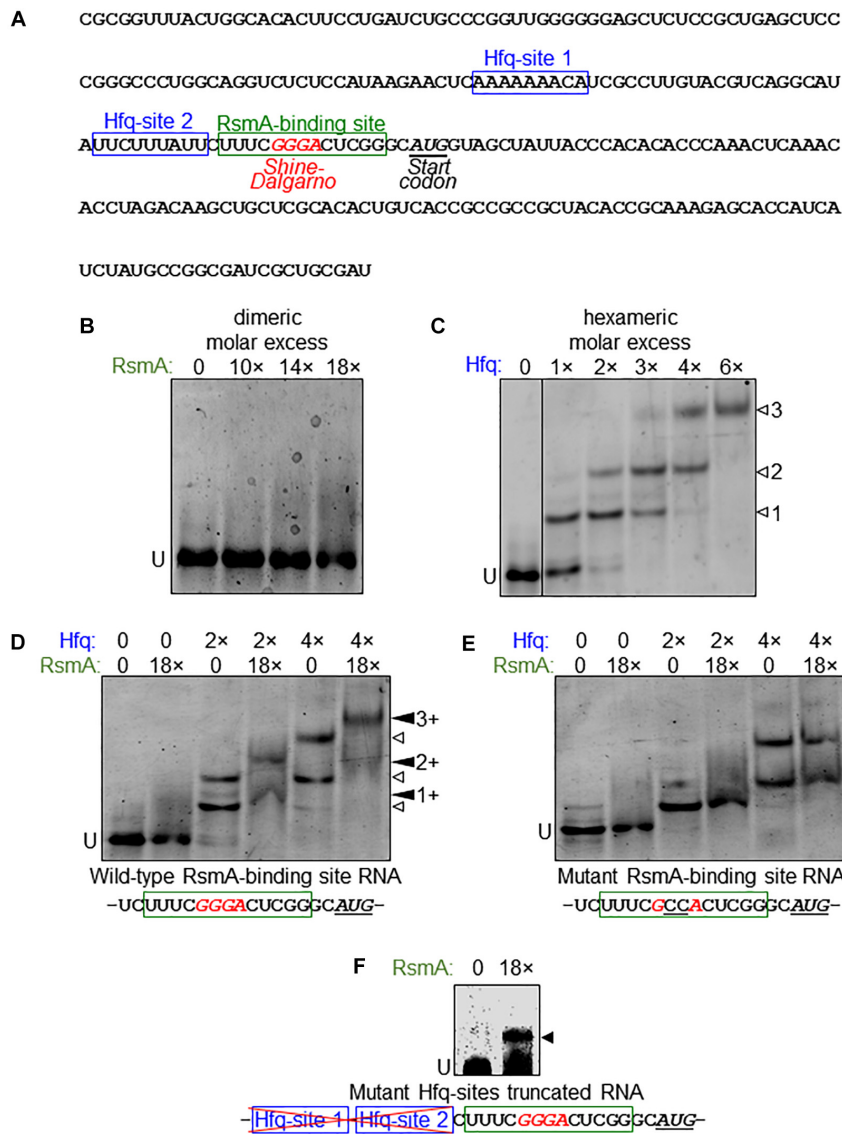 A
CGCGGUUUACUGGCACACUUCCUGAUCUGCCCGGUUGGGGGGAGCUCUCCGCUGAGCUCC
Hfq-site 1
CGGGCCCUGGCAGGUCUCUCCAUAAGAACUCAAAAAAACAUCGCCUUGUACGUCAGGCAU
Hfq-site 2 RsmA-binding site
AUUCUUUAUUCUUUCGGGACUCGGGCAUGGUAGCUAUUACCCACACACCCAAACUCAAAC
Shine- Start
Dalgarno codon
ACCUAGACAAGCUGCUCGCACACUGUCACCGCCGCCGCUACACCGCAAAGAGCACCAUCA
UCUAUGCCGGCGAUCGCUGCGAU
B
dimeric
molar excess
RsmA: 0 10× 14× 18×
U
C
hexameric
molar excess
Hfq: 0 1× 2× 3× 4× 6×
3
2
1
U
D
Hfq: 0 0 2× 2× 4× 4×
RsmA: 0 18× 0 18× 0 18×
3+
2+
1+
U
Wild-type RsmA-binding site RNA
–UCUUUCGGGACUCGGGCAUG–
E
Hfq: 0 0 2× 2× 4× 4×
RsmA: 0 18× 0 18× 0 18×
U
Mutant RsmA-binding site RNA
–UCUUUCGCCACUCGGGCAUG–
F
RsmA: 0 18×
U
Mutant Hfq-sites truncated RNA
–Hfq-site 1 Hfq-site 2 CUUUCGGGACUCGGGCAUG–